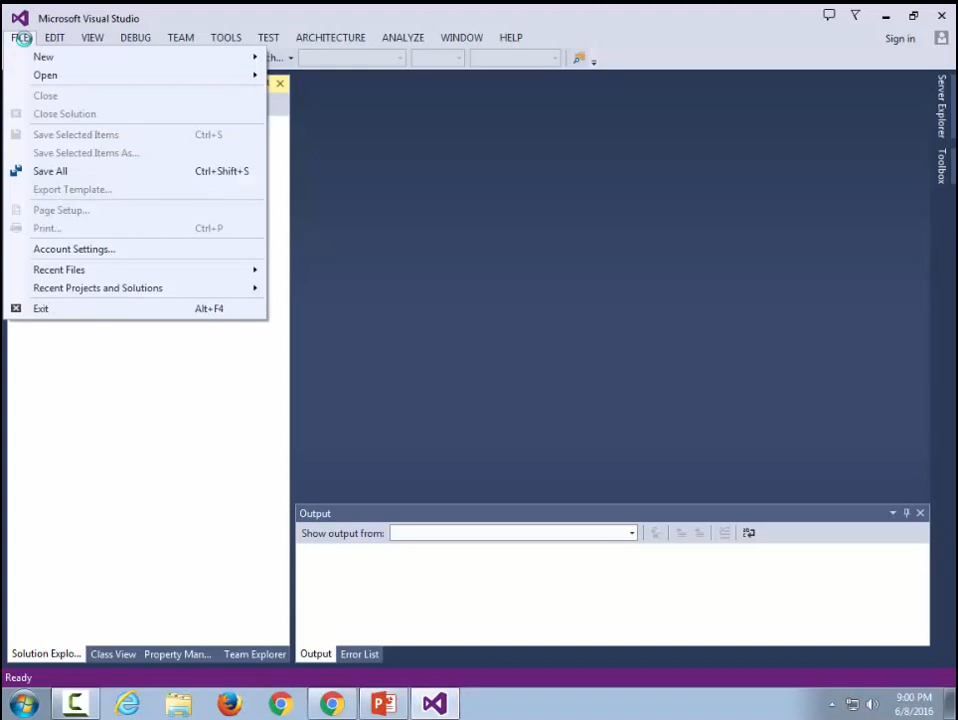 Microsoft Visual Studio
FILE EDIT VIEW DEBUG TEAM TOOLS TEST ARCHITECTURE ANALYZE WINDOW HELP Sign in
New
Open
Close
Close Solution
Save Selected Items Ctrl+S
Save Selected Items As...
Save All Ctrl+Shift+S
Export Template...
Page Setup...
Print... Ctrl+P
Account Settings...
Recent Files
Recent Projects and Solutions
Exit Alt+F4
Server Explorer
Toolbox
Output
Show output from:
Solution Explo... Class View Property Man... Team Explorer Output Error List
Ready
9:00 PM
6/8/2016